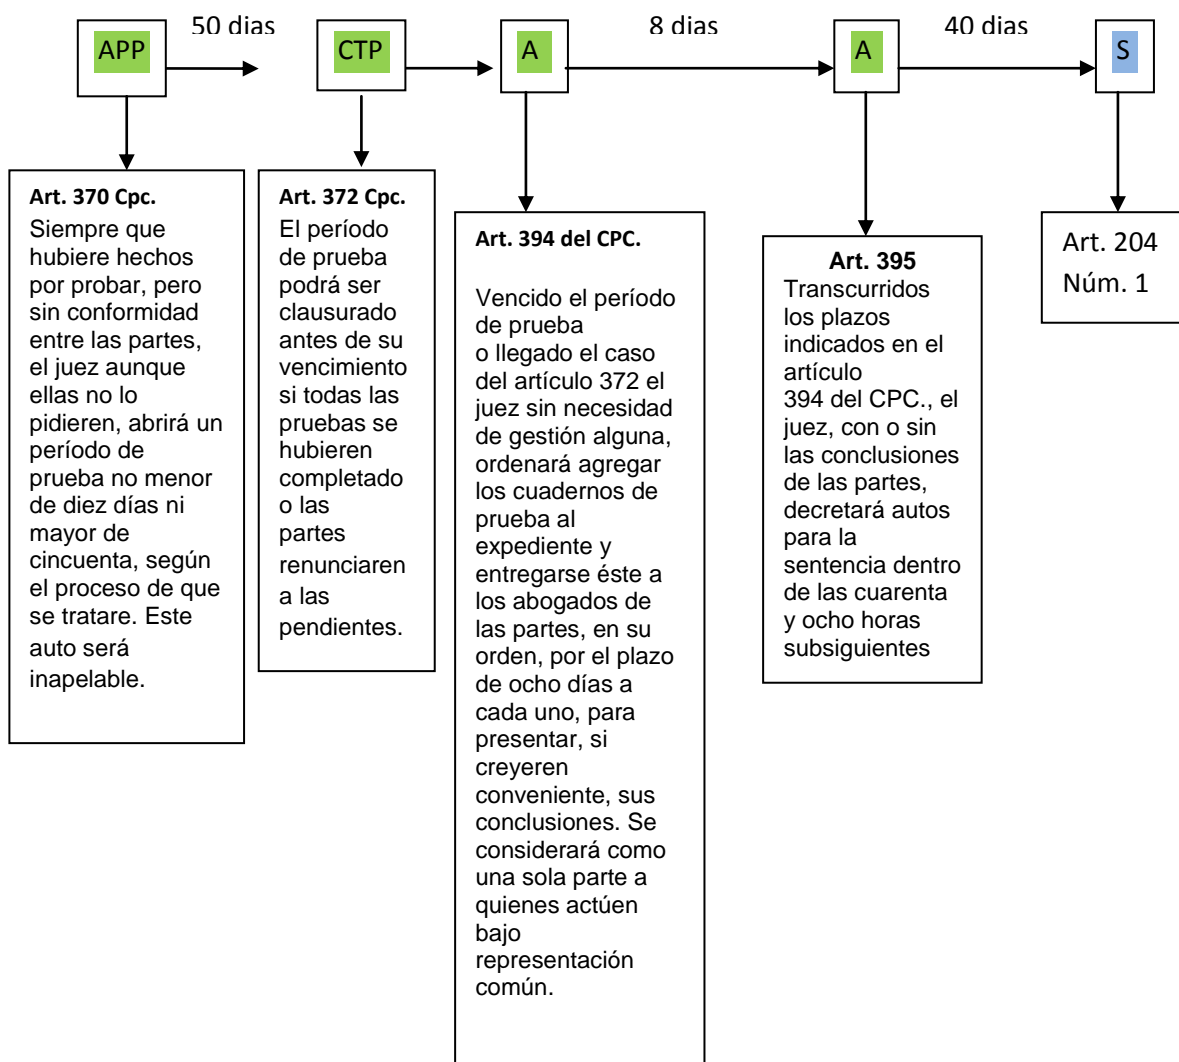 50 dias
8 dias
40 dias
APP
CTP
A
A
S
Art. 370 Cpc.
Siempre que
hubiere hechos
por probar, pero
sin conformidad
entre las partes,
el juez aunque
ellas no lo
pidieren, abrirá un
período de
prueba no menor
de diez días ni
mayor de
cincuenta, según
el proceso de que
se tratare. Este
auto será
inapelable.
Art. 372 Cpc.
El período
de prueba
podrá ser
clausurado
antes de su
vencimiento
si todas las
pruebas se
hubieren
completado
o las
partes
renunciaren
a las
pendientes.
Art. 394 del CPC.
Vencido el período
de prueba
o llegado el caso
del artículo 372 el
juez sin necesidad
de gestión alguna,
ordenará agregar
los cuadernos de
prueba al
expediente y
entregarse éste a
los abogados de
las partes, en su
orden, por el plazo
de ocho días a
cada uno, para
presentar, si
creyeren
conveniente, sus
conclusiones. Se
considerará como
una sola parte a
quienes actúen
bajo
representación
común.
Art. 395
Transcurridos
los plazos
indicados en el
artículo
394 del CPC., el
juez, con o sin
las conclusiones
de las partes,
decretará autos
para la
sentencia dentro
de las cuarenta
y ocho horas
subsiguientes
Art. 204
Núm. 1